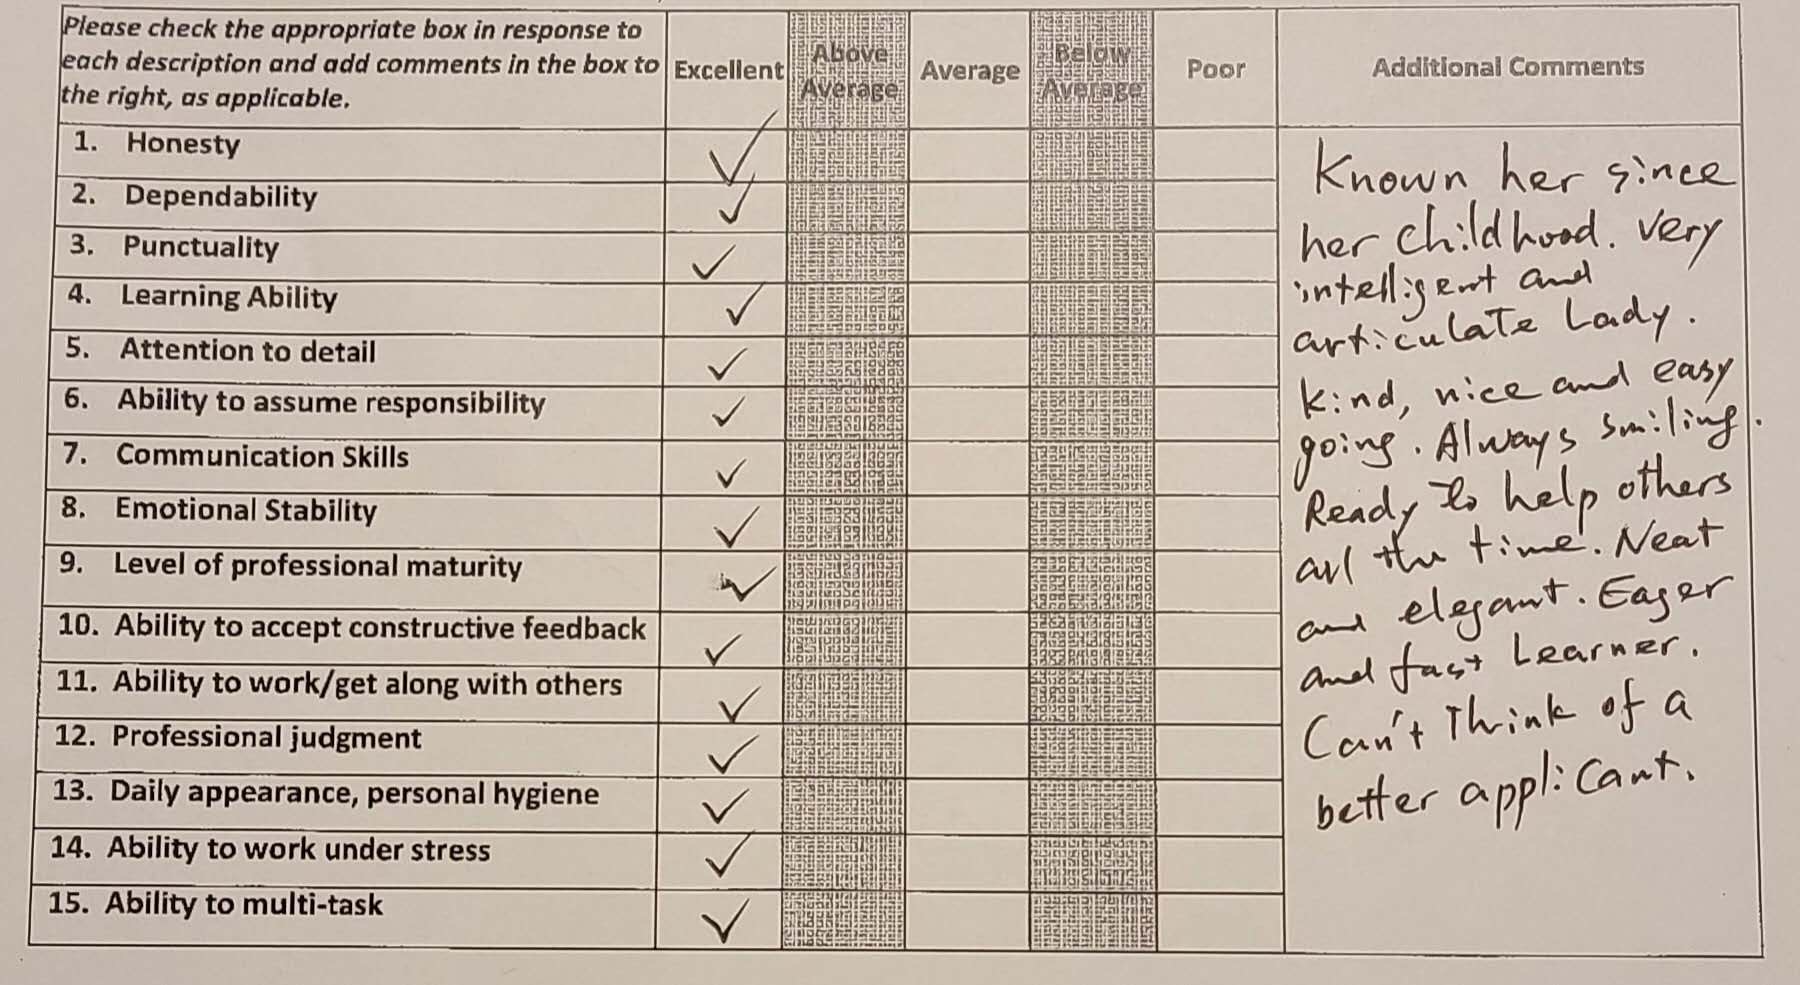 Please check the appropriate box in response to
each description and add comments in the box to
the right, as applicable.
Excellent
Above
Average
Average
Below
Average
Poor
Additional Comments
1. Honesty
2. Dependability
3. Punctuality
4. Learning Ability
5. Attention to detail
6. Ability to assume responsibility
7. Communication Skills
8. Emotional Stability
9. Level of professional maturity
10. Ability to accept constructive feedback
11. Ability to work/get along with others
12. Professional judgment
13. Daily appearance, personal hygiene
14. Ability to work under stress
15. Ability to multi-task
Known her since
her childhood. Very
intelligent and
articulate Lady.
kind, nice and easy
going. Always smiling.
Ready to help others
all the time. Neat
and elegant. Eager
and fast Learner.
Can't Think of a
better applicant.